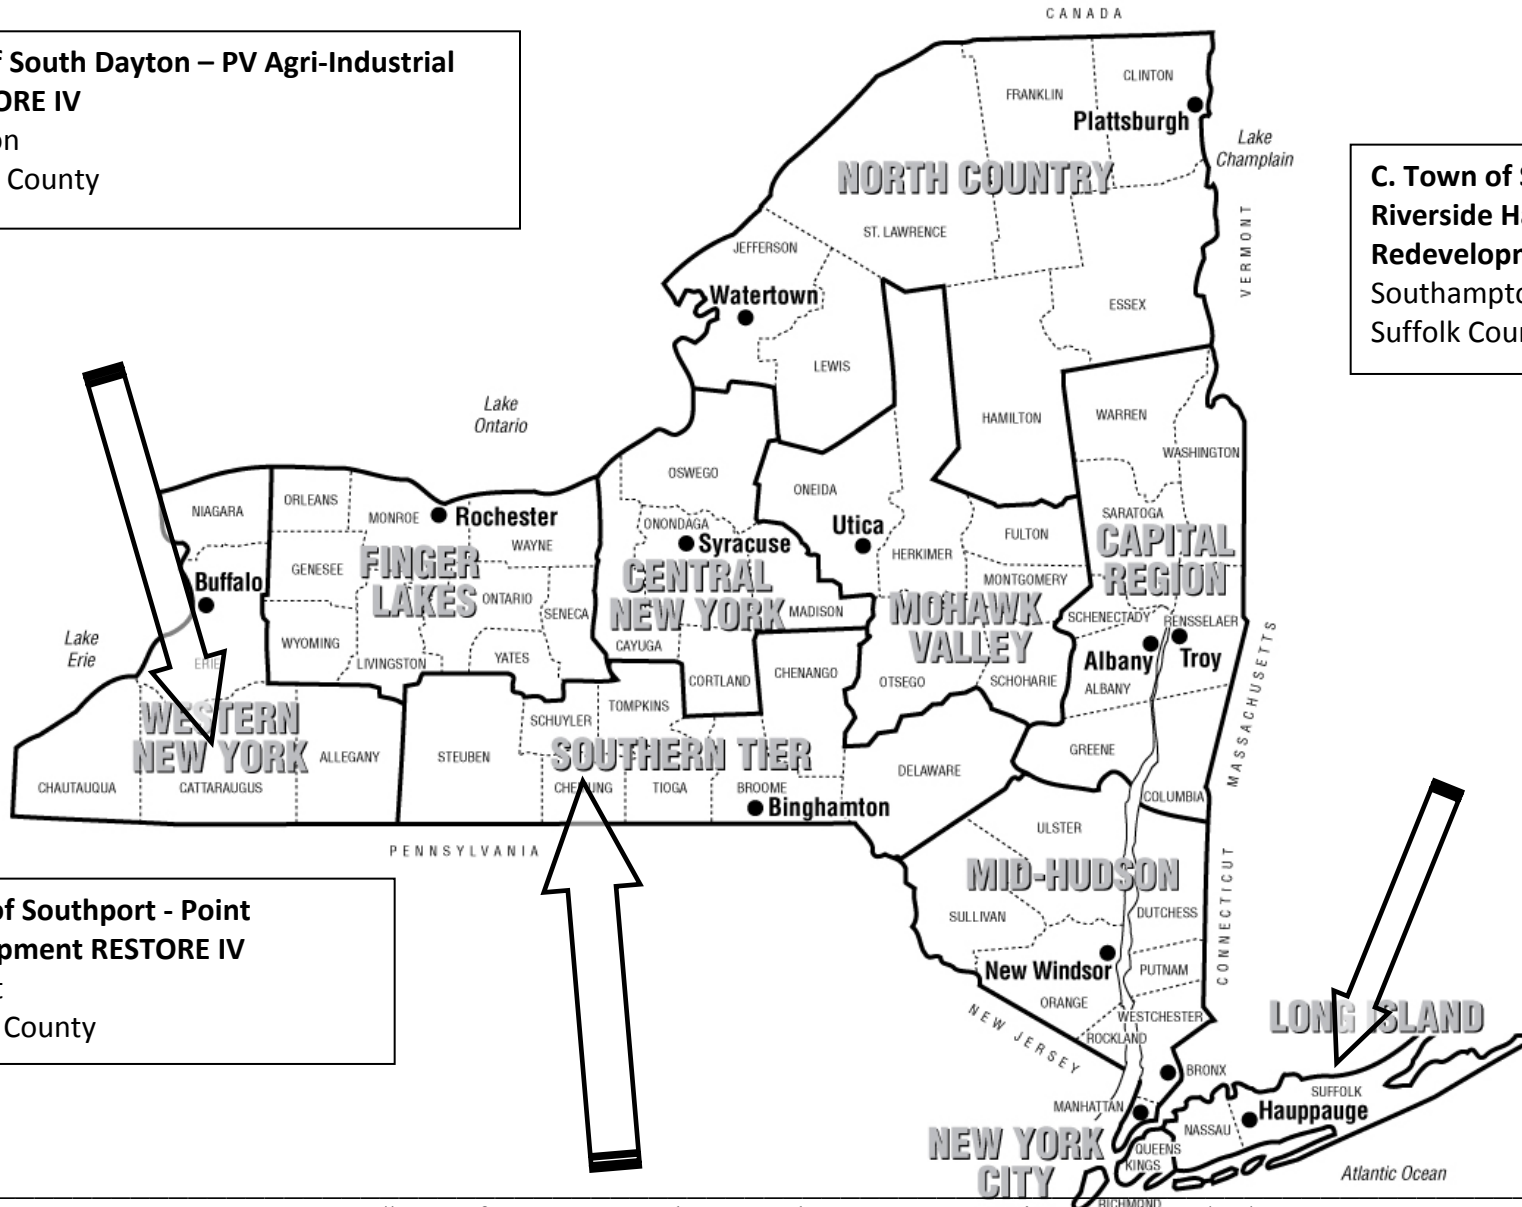 CANADA
f South Dayton – PV Agri-Industrial
ORE IV
on
County
CLINTON
FRANKLIN
Plattsburgh
Lake
Champlain
C. Town of
Riverside
Southampto
Suffolk Cou
NORTH COUNTRY
VERMONT
ST. LAWRENCE
JEFFERSON
Watertown
ESSEX
LEWIS
Lake
Ontario
HAMILTON
WARREN
WASHINGTON
OSWEGO
ONEIDA
NIAGARA
ORLEANS
MONROE
Rochester
ONONDAGA
Syracuse
Utica
SARATOGA
FULTON
HERKIMER
WAYNE
CAPITAL
REGION
FINGER
LAKES
GENESEE
Buffalo
CENTRAL
NEW YORK
MONTGOMERY
ONTARIO
SENECA
MADISON
MOHAWK
VALLEY
SCHENECTADY
RENSSELAER
Lake
Erie
ERIE
WYOMING
LIVINGSTON
YATES
CAYUGA
CORTLAND
CHENANGO
OTSEGO
SCHOHARIE
Albany
Troy
ALBANY
MASSACHUSETTS
WESTERN
NEW YORK
ALLEGANY
STEUBEN
SCHUYLER
TOMPKINS
SOUTHERN TIER
DELAWARE
GREENE
CHAUTAUQUA
CATTARAUGUS
CHEMUNG
TIOGA
BROOME
Binghamton
COLUMBIA
PENNSYLVANIA
ULSTER
MID-HUDSON
CONNECTICUT
of Southport - Point
pment RESTORE IV
t
County
SULLIVAN
DUTCHESS
New Windsor
PUTNAM
ORANGE
NEW JERSEY
WESTCHESTER
ROCKLAND
LONG ISLAND
BRONX
SUFFOLK
MANHATTAN
Hauppauge
NASSAU
NEW YORK
CITY
QUEENS
KINGS
RICHMOND
Atlantic Ocean